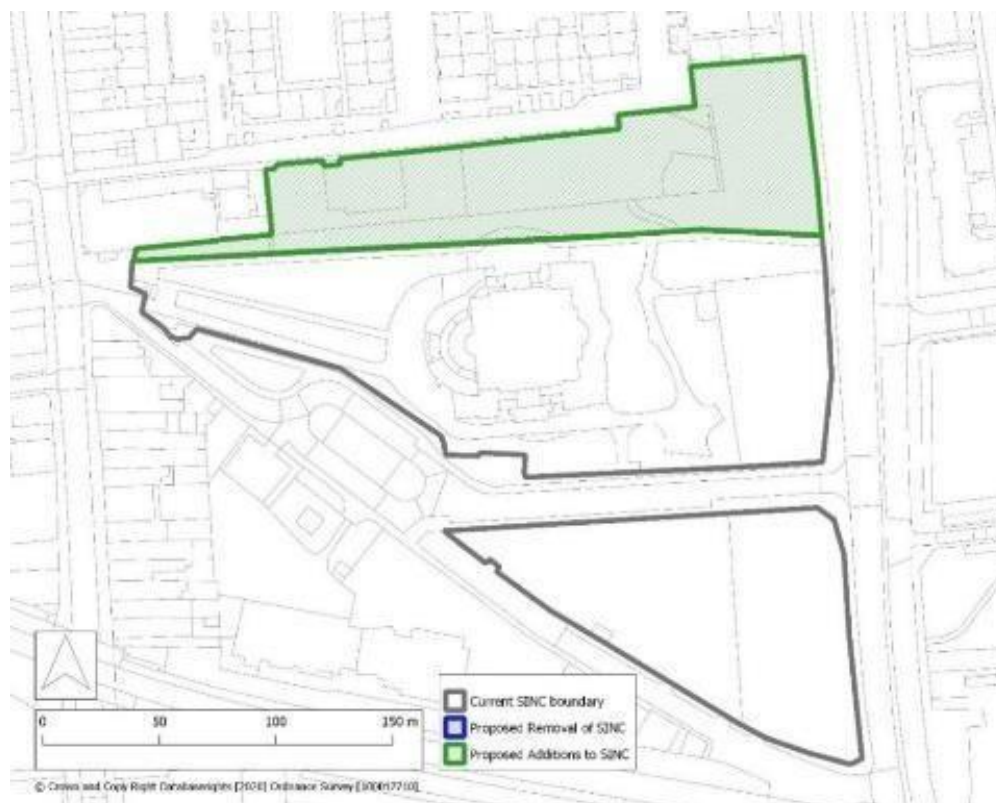 0 50 100 150 m
Current SINC boundary
Proposed Removal of SINC
Proposed Additions to SINC
© Crown and Copy Right Databaserights [2020] Ordnance Survey